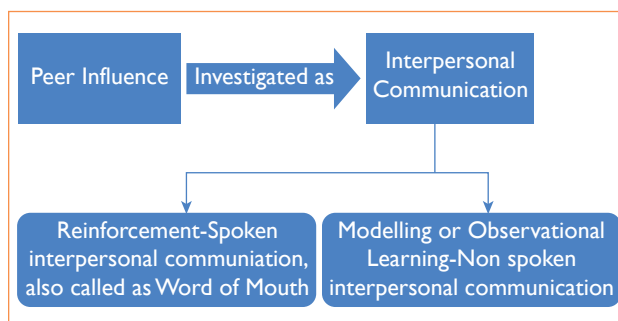 Peer Influence
Investigated as
Interpersonal
Communication
Reinforcement-Spoken
interpersonal communiation,
also called as Word of Mouth
Modelling or Observational
Learning-Non spoken
interpersonal communication